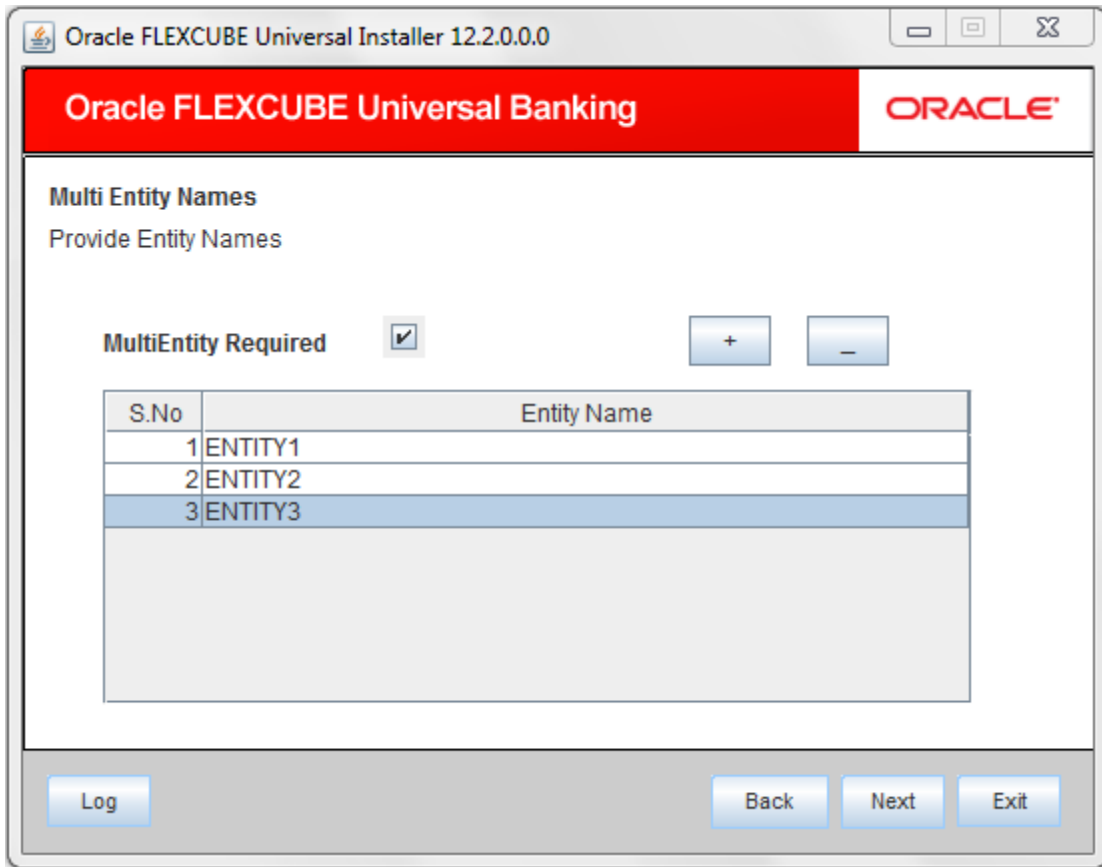 Oracle FLEXCUBE Universal Installer 12.2.0.0.0
Oracle FLEXCUBE Universal Banking ORACLE
Multi Entity Names
Provide Entity Names
MultiEntity Required + _
S.No Entity Name
1 ENTITY1
2 ENTITY2
3 ENTITY3
Log Back Next Exit